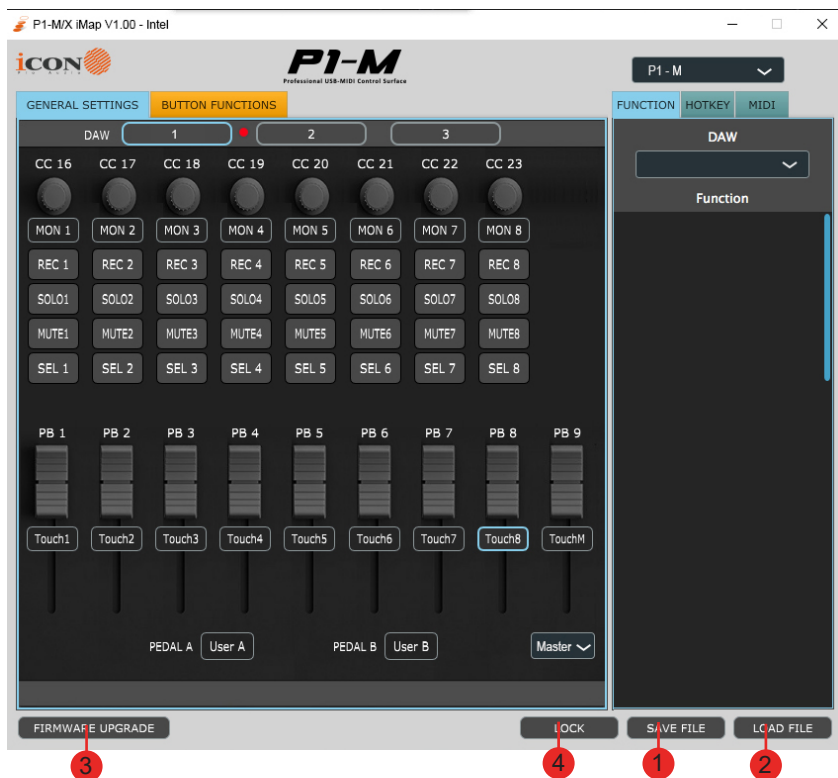 P1-M/X iMap V1.00 - Intel
icon
Pro Audio
P1-M
Professional USB-MIDI Control Surface
P1 - M
GENERAL SETTINGS BUTTON FUNCTIONS
FUNCTION HOTKEY MIDI
DAW 1 2 3
DAW
CC 16 CC 17 CC 18 CC 19 CC 20 CC 21 CC 22 CC 23
Function
MON 1 MON 2 MON 3 MON 4 MON 5 MON 6 MON 7 MON 8
REC 1 REC 2 REC 3 REC 4 REC 5 REC 6 REC 7 REC 8
SOLO1 SOLO2 SOLO3 SOLO4 SOLO5 SOLO6 SOLO7 SOLO8
MUTE1 MUTE2 MUTE3 MUTE4 MUTE5 MUTE6 MUTE7 MUTE8
SEL 1 SEL 2 SEL 3 SEL 4 SEL 5 SEL 6 SEL 7 SEL 8
PB 1 PB 2 PB 3 PB 4 PB 5 PB 6 PB 7 PB 8 PB 9
Touch1 Touch2 Touch3 Touch4 Touch5 Touch6 Touch7 Touch8 TouchM
PEDAL A User A PEDAL B User B Master
FIRMWARE UPGRADE LOCK SAVE FILE LOAD FILE
3 4 1 2